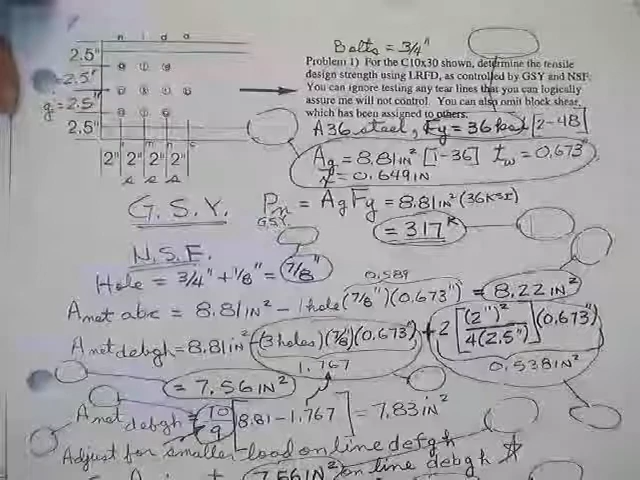 Bolts = 3/4"
Problem 1) For the C10x30 shown, determine the tensile
design strength using LRFD, as controlled by GSY and NSF.
You can ignore testing any tear lines that you can logically
assure me will not control. You can also omit block shear,
which has been assigned to others.
2.5"
2.5"
g = 2.5"
2.5"
2" 2" 2" 2"
s s s
A36 steel, Fy = 36 ksi [2-48]
Ag = 8.81 in² [1-36] tw = 0.673"
x̄ = 0.649 in
G.S.Y. Pn = Ag Fy = 8.81 in² (36 KSI)
G.S.Y.
= 317 K
N.S.F.
Hole = 3/4" + 1/8" = 7/8"
0.589
Anet abc = 8.81 in² - 1 hole (7/8")(0.673") = 8.22 in²
Anet debgh = 8.81 in² - (3 holes)(7/8)(0.673") + 2[(2")²/4(2.5")](0.673")
1.767
0.538 in²
= 7.56 in²
Anet debgh = 10/9 [8.81 - 1.767] = 7.83 in²
Adjust for smaller load on line defgh
7.56 in² on line debgh